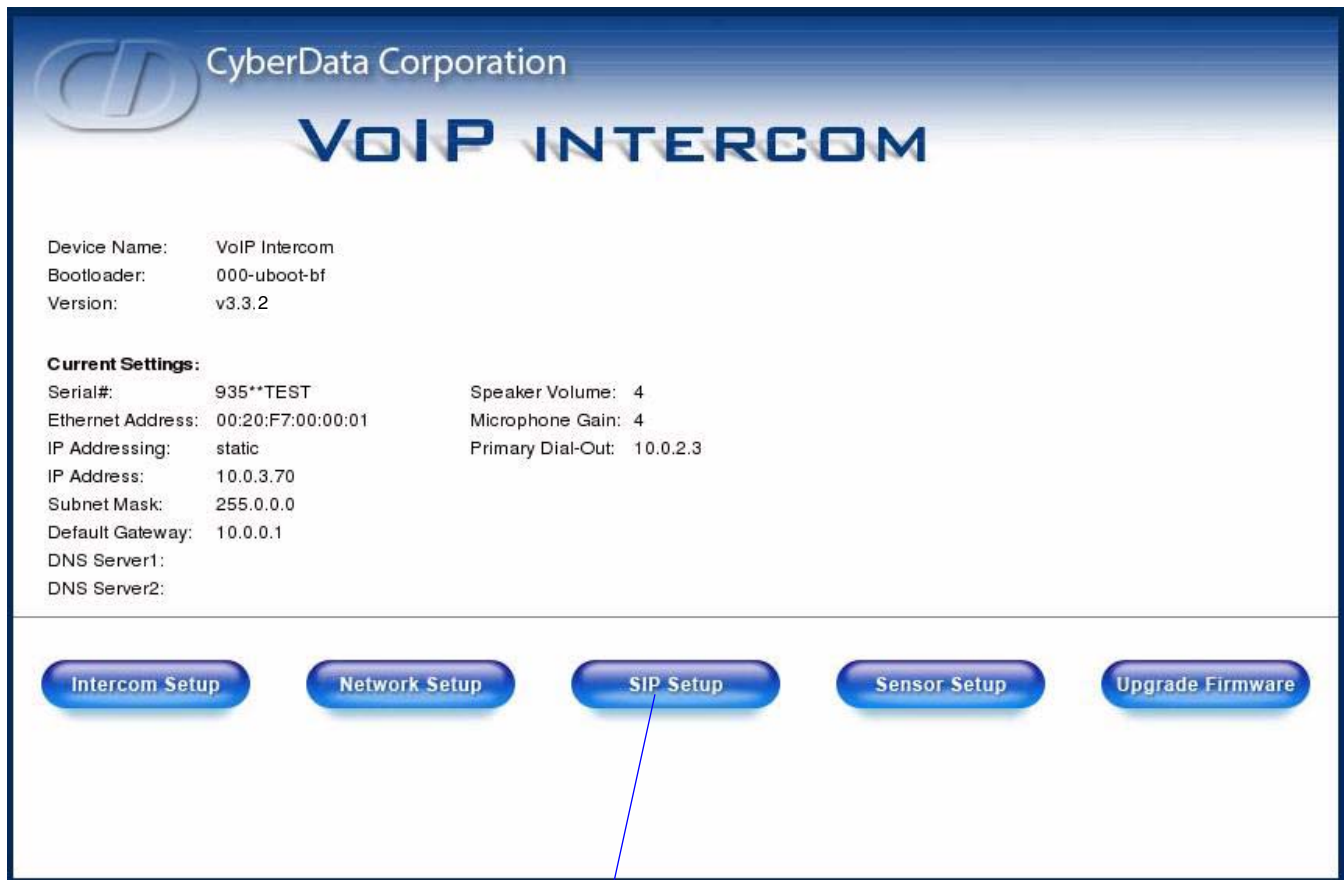 CyberData Corporation
VoIP INTERCOM
Device Name: VoIP Intercom
Bootloader: 000-uboot-bf
Version: v3.3.2
Current Settings:
Serial#: 935**TEST Speaker Volume: 4
Ethernet Address: 00:20:F7:00:00:01 Microphone Gain: 4
IP Addressing: static Primary Dial-Out: 10.0.2.3
IP Address: 10.0.3.70
Subnet Mask: 255.0.0.0
Default Gateway: 10.0.0.1
DNS Server1:
DNS Server2:
Intercom Setup Network Setup SIP Setup Sensor Setup Upgrade Firmware